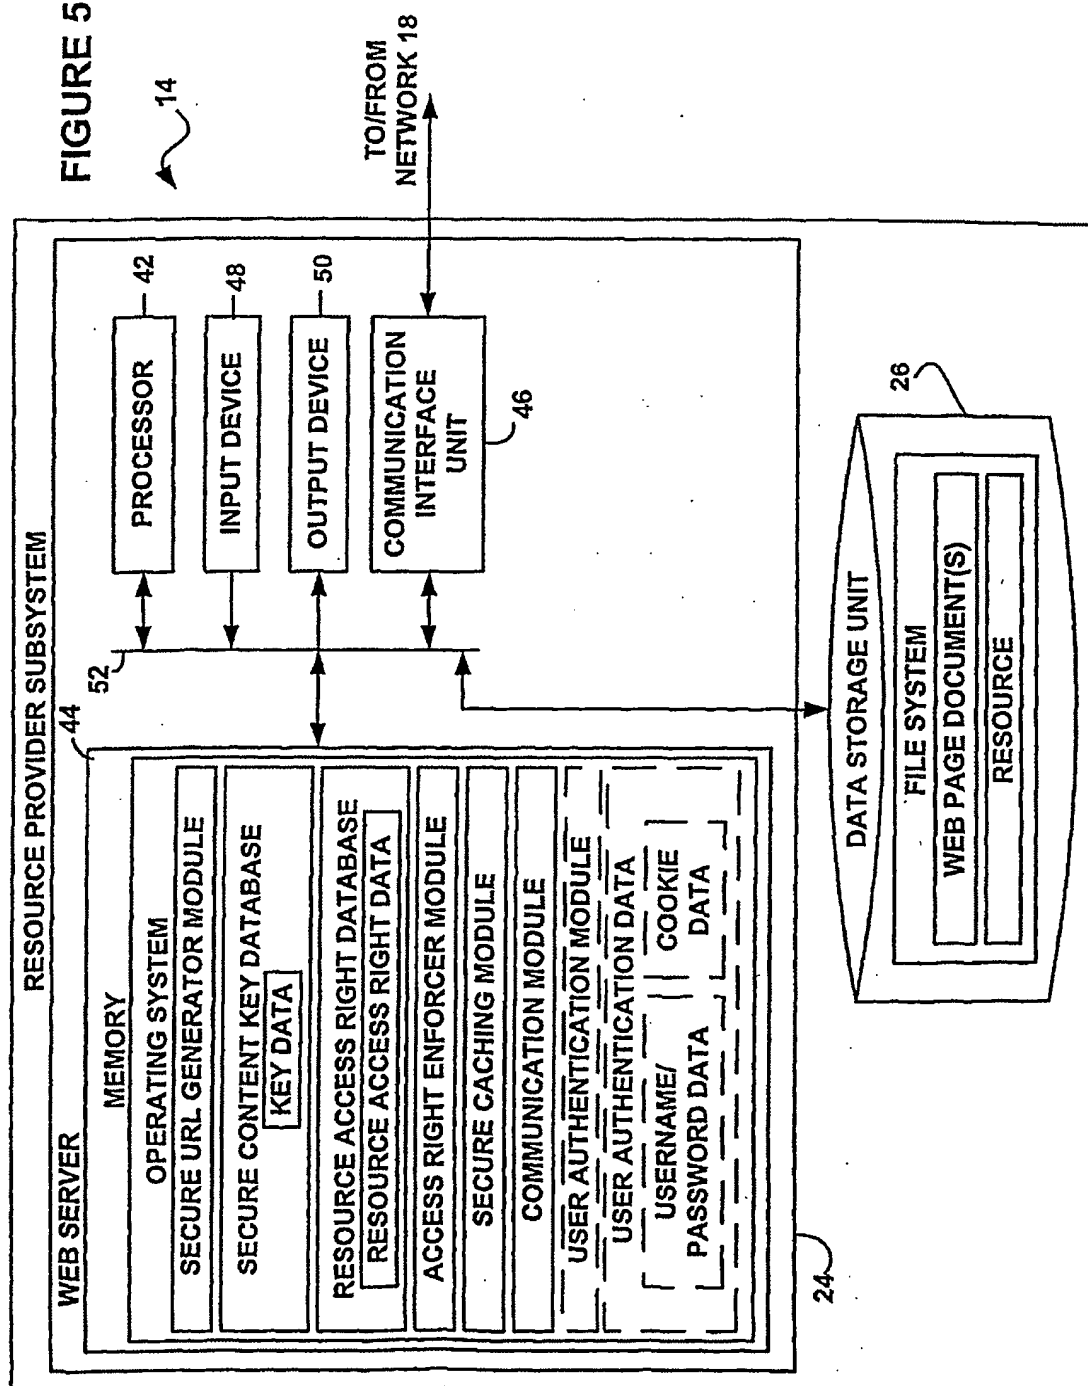 FIGURE 5
14
RESOURCE PROVIDER SUBSYSTEM
WEB SERVER
44
MEMORY
OPERATING SYSTEM
SECURE URL GENERATOR MODULE
SECURE CONTENT KEY DATABASE
KEY DATA
RESOURCE ACCESS RIGHT DATABASE
RESOURCE ACCESS RIGHT DATA
ACCESS RIGHT ENFORCER MODULE
SECURE CACHING MODULE
COMMUNICATION MODULE
USER AUTHENTICATION MODULE
USER AUTHENTICATION DATA
USERNAME/
PASSWORD DATA
COOKIE
DATA
24
52
PROCESSOR
42
INPUT DEVICE
48
OUTPUT DEVICE
50
COMMUNICATION
INTERFACE
UNIT
46
TO/FROM
NETWORK 18
DATA STORAGE UNIT
26
FILE SYSTEM
WEB PAGE DOCUMENT(S)
RESOURCE